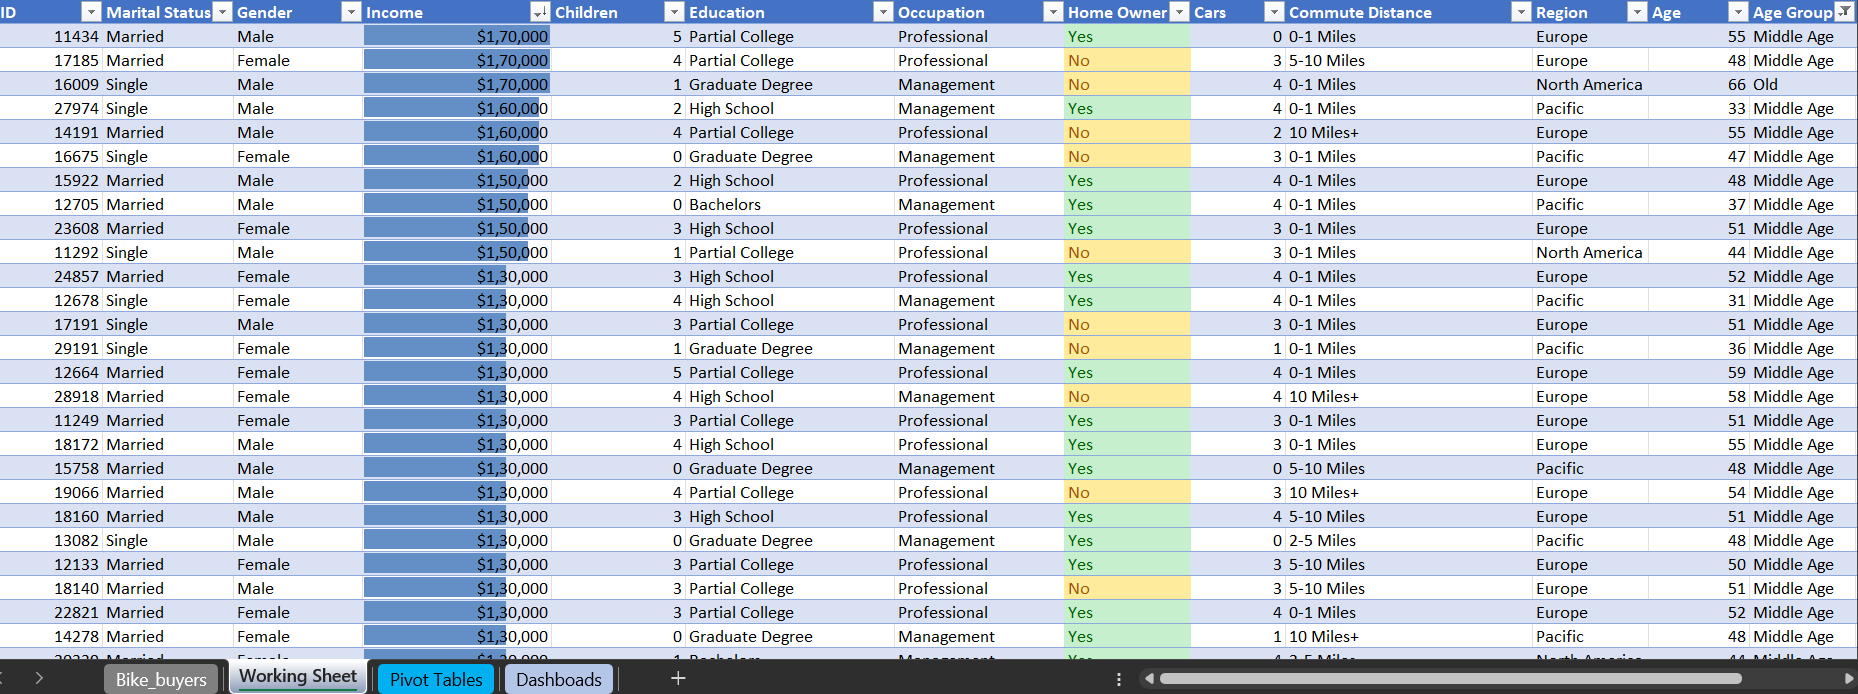 ID Marital Status Gender Income Children Education Occupation Home Owner Cars Commute Distance Region Age Age Group
11434 Married Male $1,70,000 5 Partial College Professional Yes 0 0-1 Miles Europe 55 Middle Age
17185 Married Female $1,70,000 4 Partial College Professional No 3 5-10 Miles Europe 48 Middle Age
16009 Single Male $1,70,000 1 Graduate Degree Management No 4 0-1 Miles North America 66 Old
27974 Single Male $1,60,000 2 High School Management Yes 4 0-1 Miles Pacific 33 Middle Age
14191 Married Male $1,60,000 4 Partial College Professional No 2 10 Miles+ Europe 55 Middle Age
16675 Single Female $1,60,000 0 Graduate Degree Management No 3 0-1 Miles Pacific 47 Middle Age
15922 Married Male $1,50,000 2 High School Professional Yes 4 0-1 Miles Europe 48 Middle Age
12705 Married Male $1,50,000 0 Bachelors Management Yes 4 0-1 Miles Pacific 37 Middle Age
23608 Married Female $1,50,000 3 High School Professional Yes 3 0-1 Miles Europe 51 Middle Age
11292 Single Male $1,50,000 1 Partial College Professional No 3 0-1 Miles North America 44 Middle Age
24857 Married Female $1,30,000 3 High School Professional Yes 4 0-1 Miles Europe 52 Middle Age
12678 Single Female $1,30,000 4 High School Management Yes 4 0-1 Miles Pacific 31 Middle Age
17191 Single Male $1,30,000 3 Partial College Professional No 3 0-1 Miles Europe 51 Middle Age
29191 Single Female $1,30,000 1 Graduate Degree Management No 1 0-1 Miles Pacific 36 Middle Age
12664 Married Female $1,30,000 5 Partial College Professional Yes 4 0-1 Miles Europe 59 Middle Age
28918 Married Female $1,30,000 4 High School Management No 4 10 Miles+ Europe 58 Middle Age
11249 Married Female $1,30,000 3 Partial College Professional Yes 3 0-1 Miles Europe 51 Middle Age
18172 Married Male $1,30,000 4 High School Professional Yes 3 0-1 Miles Europe 55 Middle Age
15758 Married Male $1,30,000 0 Graduate Degree Management Yes 0 5-10 Miles Pacific 48 Middle Age
19066 Married Male $1,30,000 4 Partial College Professional No 3 10 Miles+ Europe 54 Middle Age
18160 Married Male $1,30,000 3 High School Professional Yes 4 5-10 Miles Europe 51 Middle Age
13082 Single Male $1,30,000 0 Graduate Degree Management Yes 0 2-5 Miles Pacific 48 Middle Age
12133 Married Female $1,30,000 3 Partial College Professional Yes 3 5-10 Miles Europe 50 Middle Age
18140 Married Male $1,30,000 3 Partial College Professional No 3 5-10 Miles Europe 51 Middle Age
22821 Married Female $1,30,000 3 Partial College Professional Yes 4 0-1 Miles Europe 52 Middle Age
14278 Married Female $1,30,000 0 Graduate Degree Management Yes 1 10 Miles+ Pacific 48 Middle Age
Bike_buyers Working Sheet Pivot Tables Dashboads